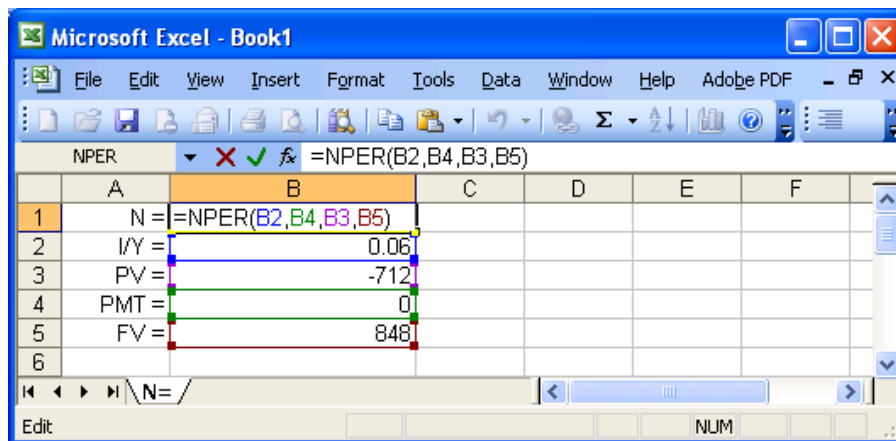 Microsoft Excel - Book1
File Edit View Insert Format Tools Data Window Help Adobe PDF
Σ
NPER fx =NPER(B2,B4,B3,B5)
A B C D E F
1 N = =NPER(B2,B4,B3,B5)
2 I/Y = 0.06
3 PV = -712
4 PMT = 0
5 FV = 848
6
N=
Edit NUM